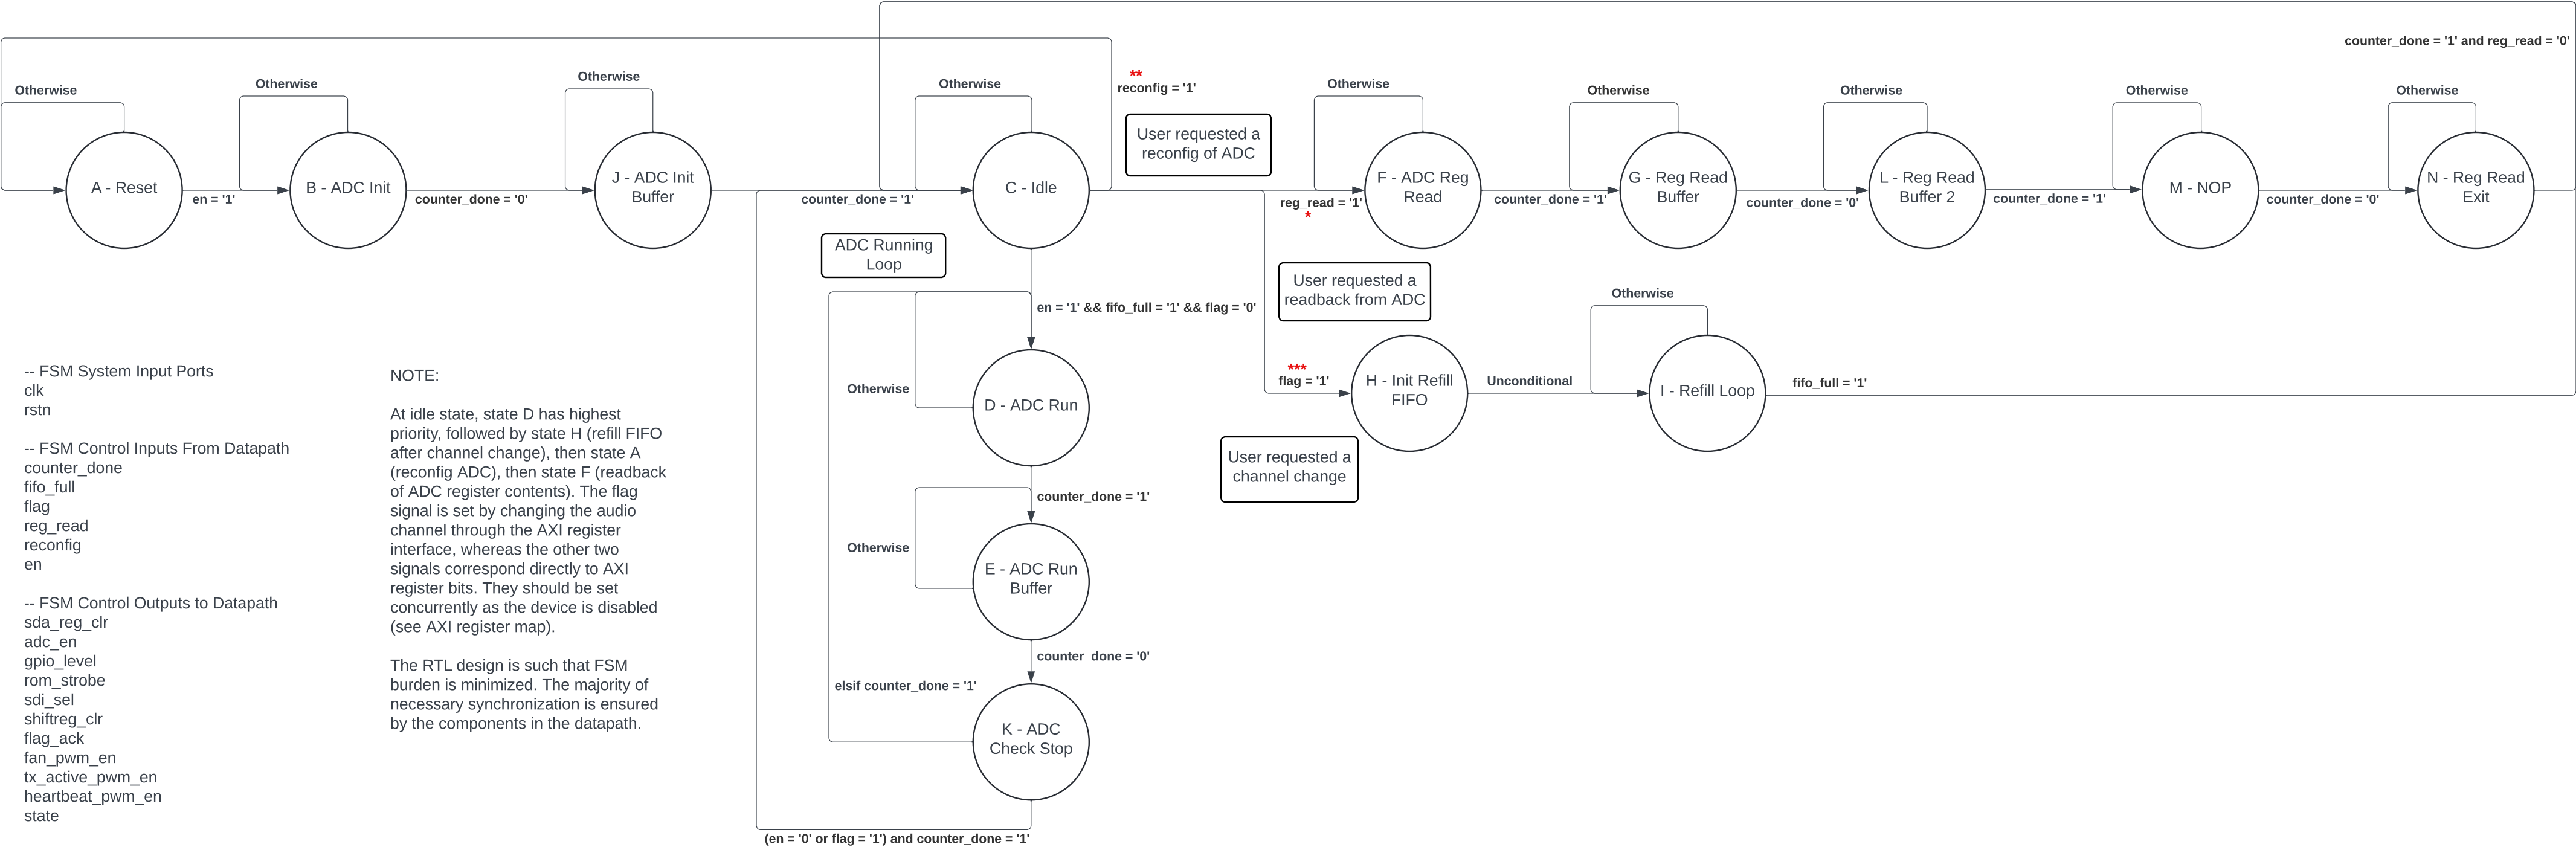 counter_done = '1' and reg_read = '0'
**
reconfig = '1'
Otherwise
Otherwise
Otherwise
Otherwise
Otherwise
Otherwise
Otherwise
Otherwise
Otherwise
User requested a
reconfig of ADC
A - Reset
B - ADC Init
J - ADC Init
Buffer
C - Idle
F - ADC Reg
Read
G - Reg Read
Buffer
L - Reg Read
Buffer 2
M - NOP
N - Reg Read
Exit
en = '1'
counter_done = '0'
counter_done = '1'
reg_read = '1'
*
counter_done = '1'
counter_done = '0'
counter_done = '1'
counter_done = '0'
ADC Running
Loop
User requested a
readback from ADC
en = '1' && fifo_full = '1' && flag = '0'
Otherwise
***
flag = '1'
H - Init Refill
FIFO
Unconditional
I - Refill Loop
fifo_full = '1'
User requested a
channel change
Otherwise
D - ADC Run
counter_done = '1'
Otherwise
E - ADC Run
Buffer
counter_done = '0'
elsif counter_done = '1'
K - ADC
Check Stop
(en = '0' or flag = '1') and counter_done = '1'
-- FSM System Input Ports
clk
rstn
-- FSM Control Inputs From Datapath
counter_done
fifo_full
flag
reg_read
reconfig
en
-- FSM Control Outputs to Datapath
sda_reg_clr
adc_en
gpio_level
rom_strobe
sdi_sel
shiftreg_clr
flag_ack
fan_pwm_en
tx_active_pwm_en
heartbeat_pwm_en
state
NOTE:
At idle state, state D has highest
priority, followed by state H (refill FIFO
after channel change), then state A
(reconfig ADC), then state F (readback
of ADC register contents). The flag
signal is set by changing the audio
channel through the AXI register
interface, whereas the other two
signals correspond directly to AXI
register bits. They should be set
concurrently as the device is disabled
(see AXI register map).
The RTL design is such that FSM
burden is minimized. The majority of
necessary synchronization is ensured
by the components in the datapath.